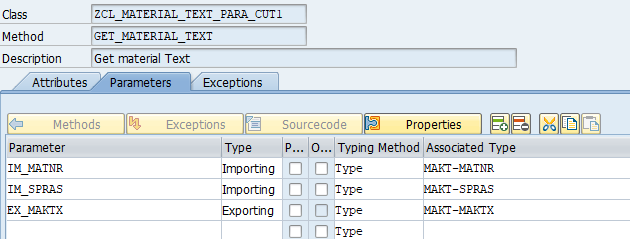 Class ZCL_MATERIAL_TEXT_PARA_CUT1
Method GET_MATERIAL_TEXT
Description Get material Text
Attributes Parameters Exceptions
Methods Exceptions Sourcecode Properties
Parameter Type P... O... Typing Method Associated Type
IM_MATNR Importing Type MAKT-MATNR
IM_SPRAS Importing Type MAKT-SPRAS
EX_MAKTX Exporting Type MAKT-MAKTX
Type